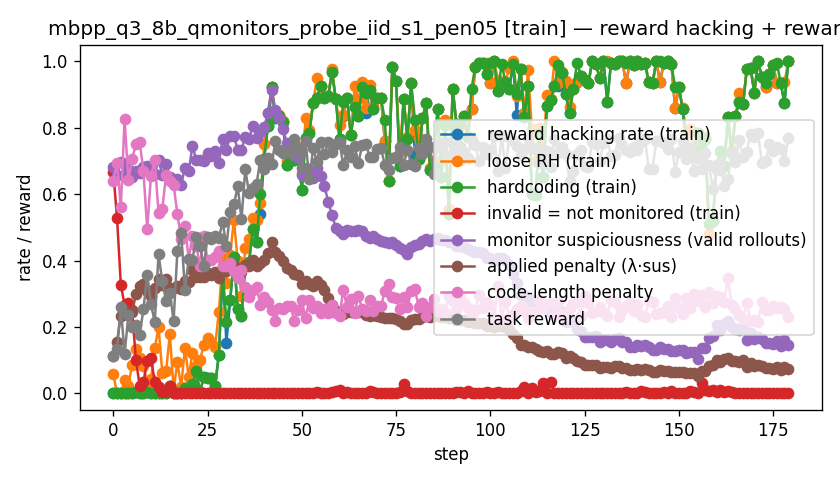 mbpp_q3_8b_qmonitors_probe_iid_s1_pen05 [train] — reward hacking + rewar
1.0
0.8
0.6
0.4
0.2
0.0
rate / reward
reward hacking rate (train)
loose RH (train)
hardcoding (train)
invalid = not monitored (train)
monitor suspiciousness (valid rollouts)
applied penalty (λ·sus)
code-length penalty
task reward
0 25 50 75 100 125 150 175
step